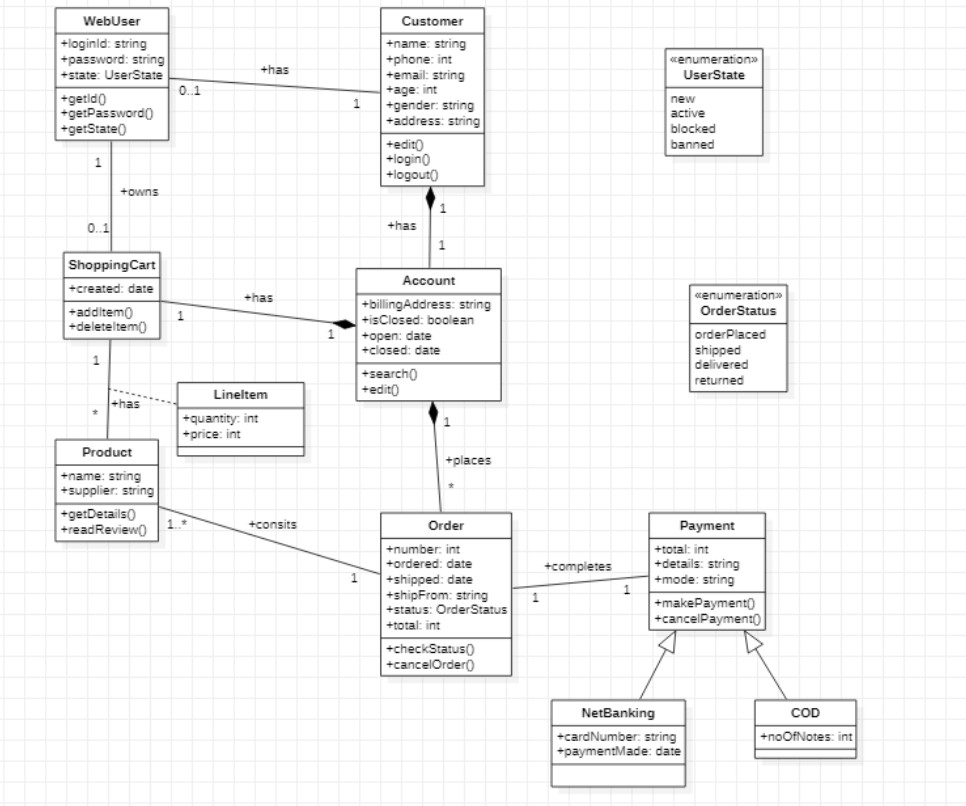 WebUser
+loginId: string
+password: string
+state: UserState
+getId()
+getPassword()
+getState()
+has
0..1
1
Customer
+name: string
+phone: int
+email: string
+age: int
+gender: string
+address: string
+edit()
+login()
+logout()
«enumeration»
UserState
new
active
blocked
banned
1
+owns
0..1
1
+has
1
ShoppingCart
+created: date
+addItem()
+deleteItem()
+has
1
1
Account
+billingAddress: string
+isClosed: boolean
+open: date
+closed: date
+search()
+edit()
«enumeration»
OrderStatus
orderPlaced
shipped
delivered
returned
1
+has
*
LineItem
+quantity: int
+price: int
1
+places
*
Product
+name: string
+supplier: string
+getDetails()
+readReview()
1..*
+consits
1
Order
+number: int
+ordered: date
+shipped: date
+shipFrom: string
+status: OrderStatus
+total: int
+checkStatus()
+cancelOrder()
+completes
1
1
Payment
+total: int
+details: string
+mode: string
+makePayment()
+cancelPayment()
NetBanking
+cardNumber: string
+paymentMade: date
COD
+noOfNotes: int